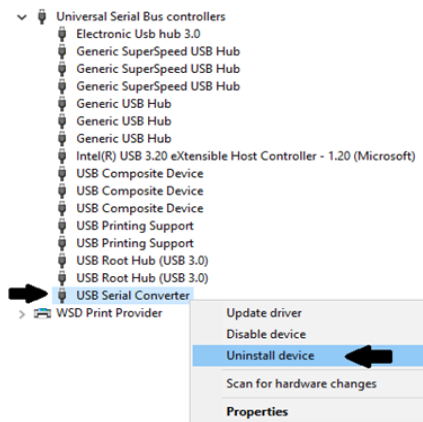 Universal Serial Bus controllers
Electronic Usb hub 3.0
Generic SuperSpeed USB Hub
Generic SuperSpeed USB Hub
Generic SuperSpeed USB Hub
Generic USB Hub
Generic USB Hub
Generic USB Hub
Intel(R) USB 3.20 eXtensible Host Controller - 1.20 (Microsoft)
USB Composite Device
USB Composite Device
USB Composite Device
USB Printing Support
USB Printing Support
USB Root Hub (USB 3.0)
USB Root Hub (USB 3.0)
USB Serial Converter
WSD Print Provider
Update driver
Disable device
Uninstall device
Scan for hardware changes
Properties